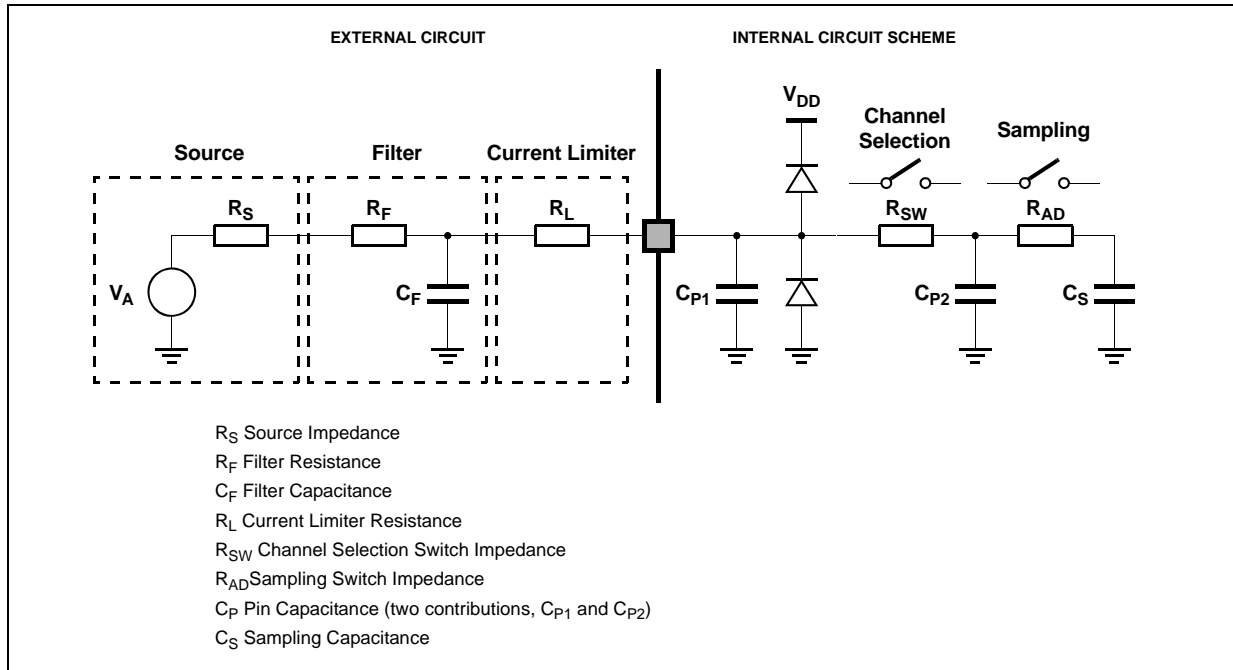 EXTERNAL CIRCUIT
INTERNAL CIRCUIT SCHEME
VDD
Channel
Selection
Sampling
Source
Filter
Current Limiter
RS
RF
RL
RSW
RAD
VA
CF
CP1
CP2
CS
RS Source Impedance
RF Filter Resistance
CF Filter Capacitance
RL Current Limiter Resistance
RSW Channel Selection Switch Impedance
RADSampling Switch Impedance
CP Pin Capacitance (two contributions, CP1 and CP2)
CS Sampling Capacitance